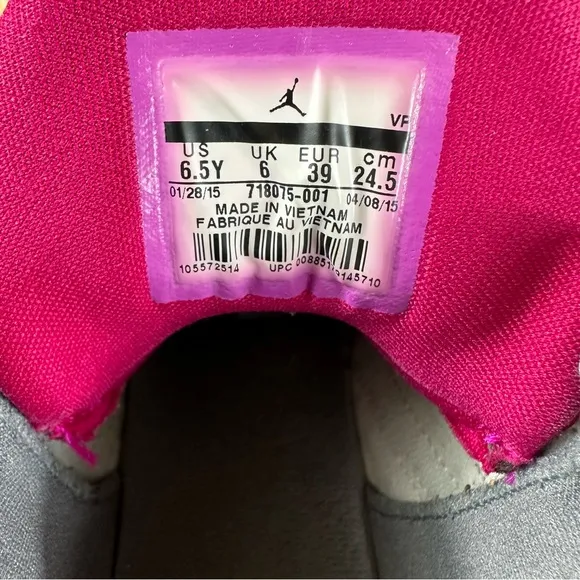 VF
US UK EUR cm
6.5Y 6 39 24.5
01/28/15 718075-001 04/08/15
MADE IN VIETNAM
FABRIQUE AU VIETNAM
105572514 UPC